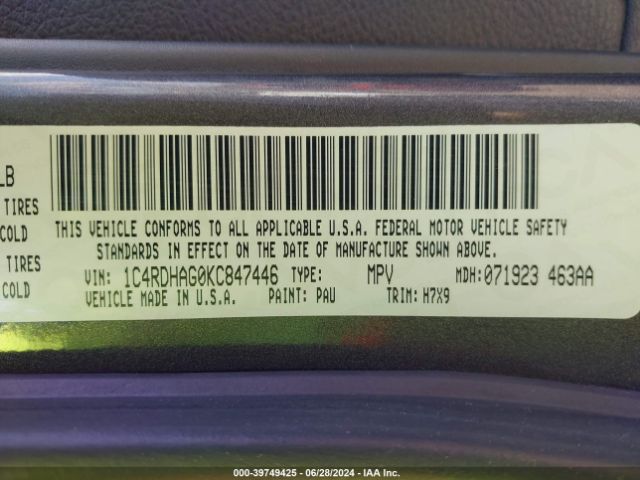 LB
TIRES
COLD
TIRES
COLD
THIS VEHICLE CONFORMS TO ALL APPLICABLE U.S.A. FEDERAL MOTOR VEHICLE SAFETY
STANDARDS IN EFFECT ON THE DATE OF MANUFACTURE SHOWN ABOVE.
VIN: 1C4RDHAG0KC847446 TYPE: MPV MDH:071923 463AA
VEHICLE MADE IN U.S.A. PAINT: PAU TRIM: H7X9
000-39749425 - 06/28/2024 - IAA Inc.